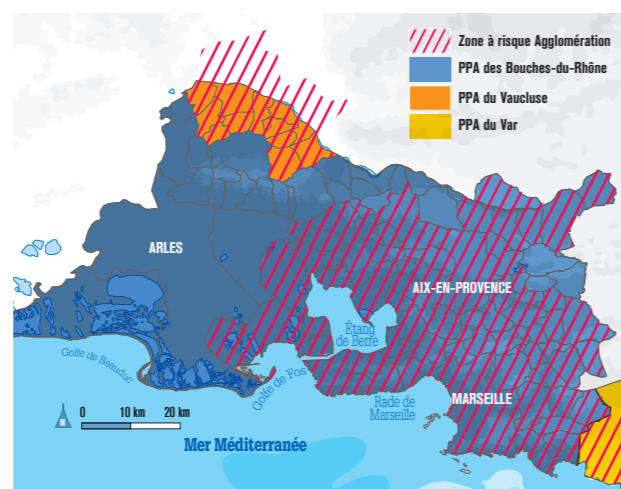 Zone à risque Agglomération
PPA des Bouches-du-Rhône
PPA du Vaucluse
PPA du Var
ARLES
AIX-EN-PROVENCE
Étang
de Berre
Golfe de Beauduc
Golfe de Fos
Rade de
Marseille
MARSEILLE
N
0 10 km 20 km
Mer Méditerranée